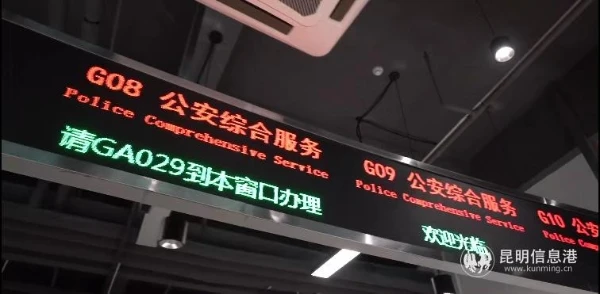 G08 公安综合服务
Police Comprehensive Service
请GA029到本窗口办理
G09 公安综合服务
Police Comprehensive Service
欢迎光临
G10 公安
Police Com
昆明信息港
www.kunming.cn